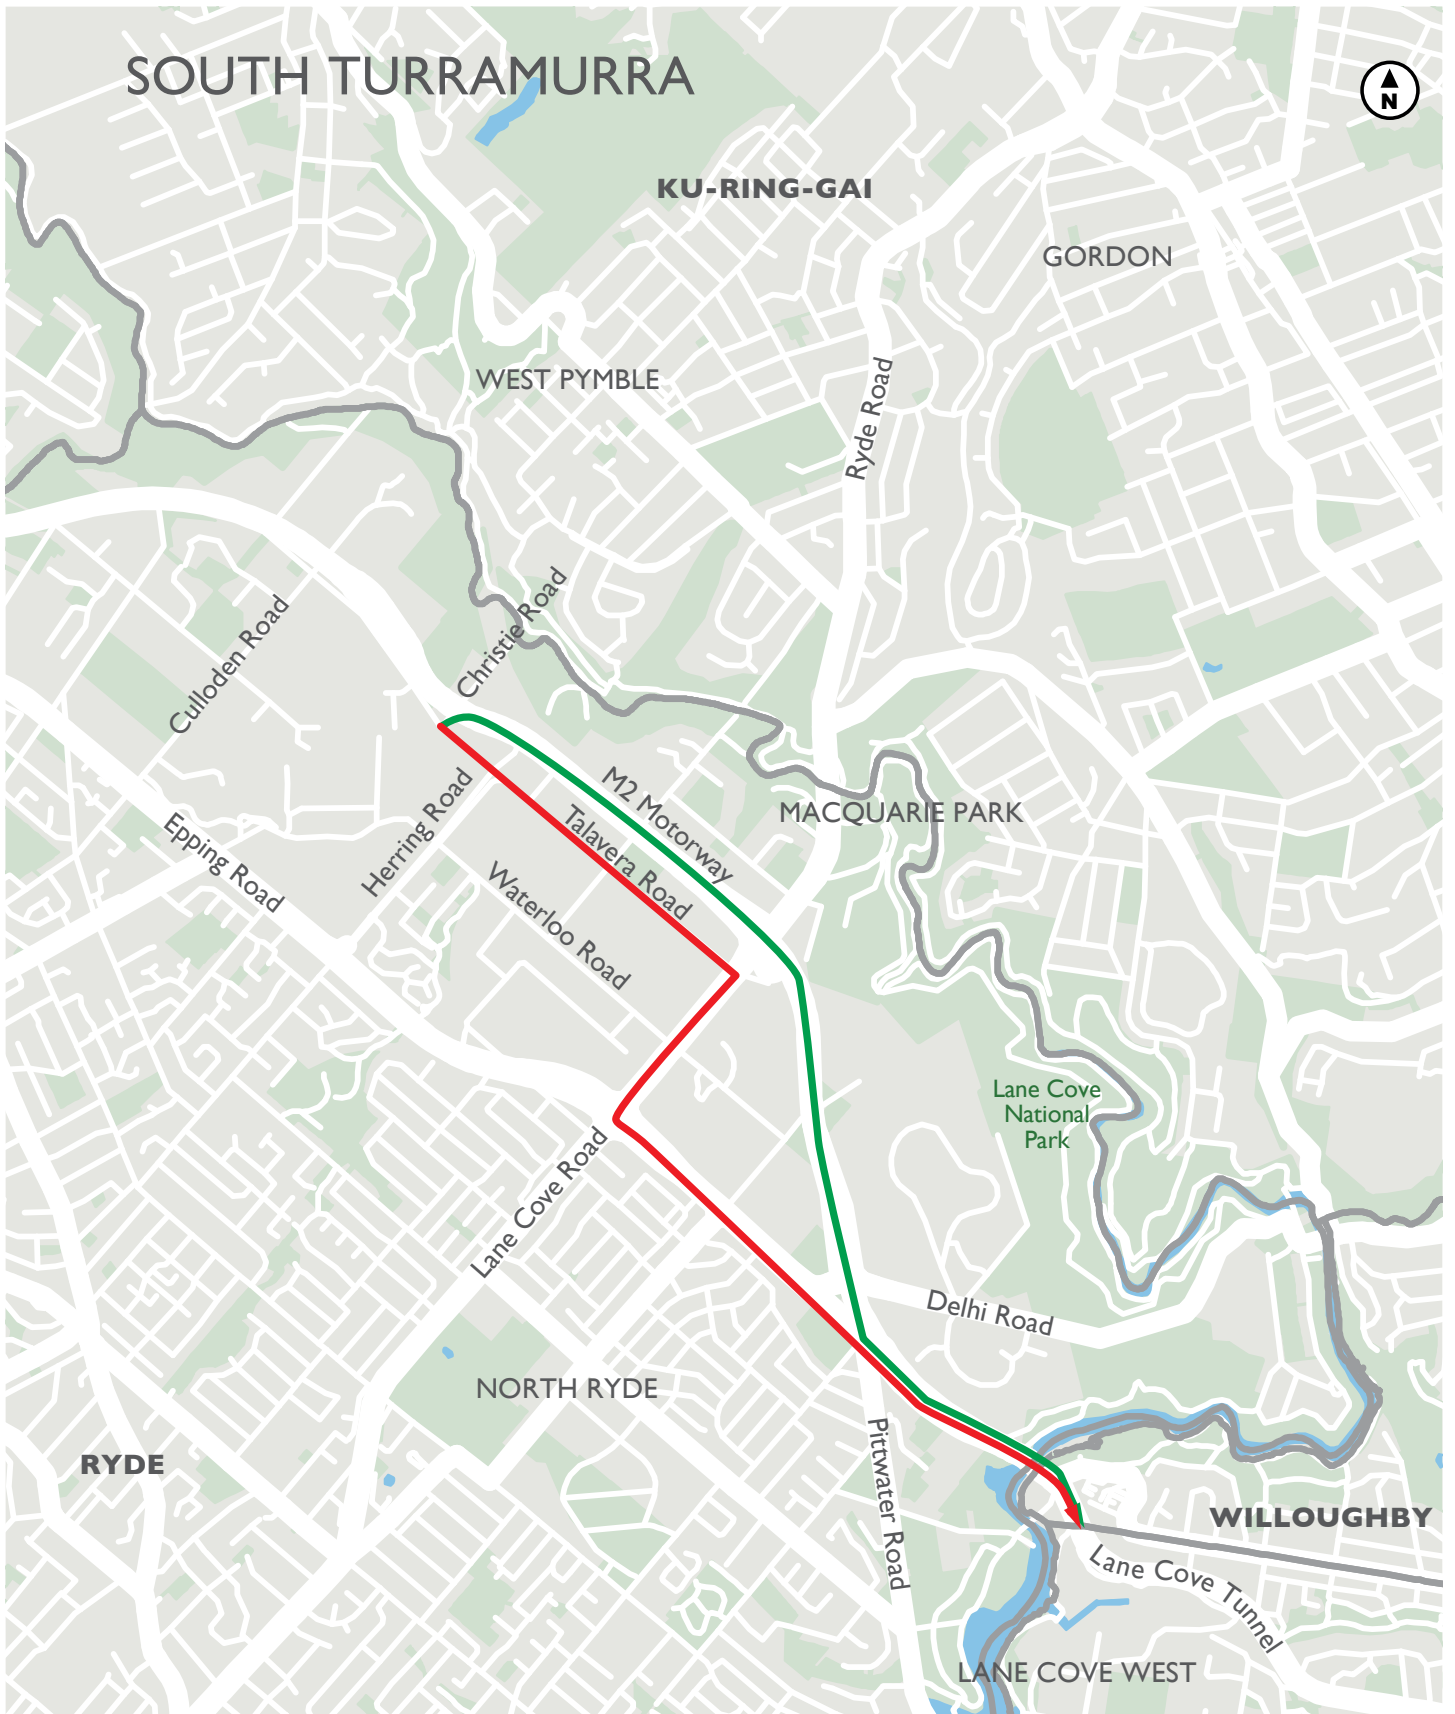 SOUTH TURRAMURRA
N
KU-RING-GAI
GORDON
WEST PYMBLE
Ryde Road
Christie Road
Culloden Road
M2 Motorway
MACQUARIE PARK
Talavera Road
Herring Road
Epping Road
Waterloo Road
Lane Cove
National
Park
Lane Cove Road
Delhi Road
NORTH RYDE
Pittwater Road
RYDE
WILLOUGHBY
Lane Cove Tunnel
LANE COVE WEST